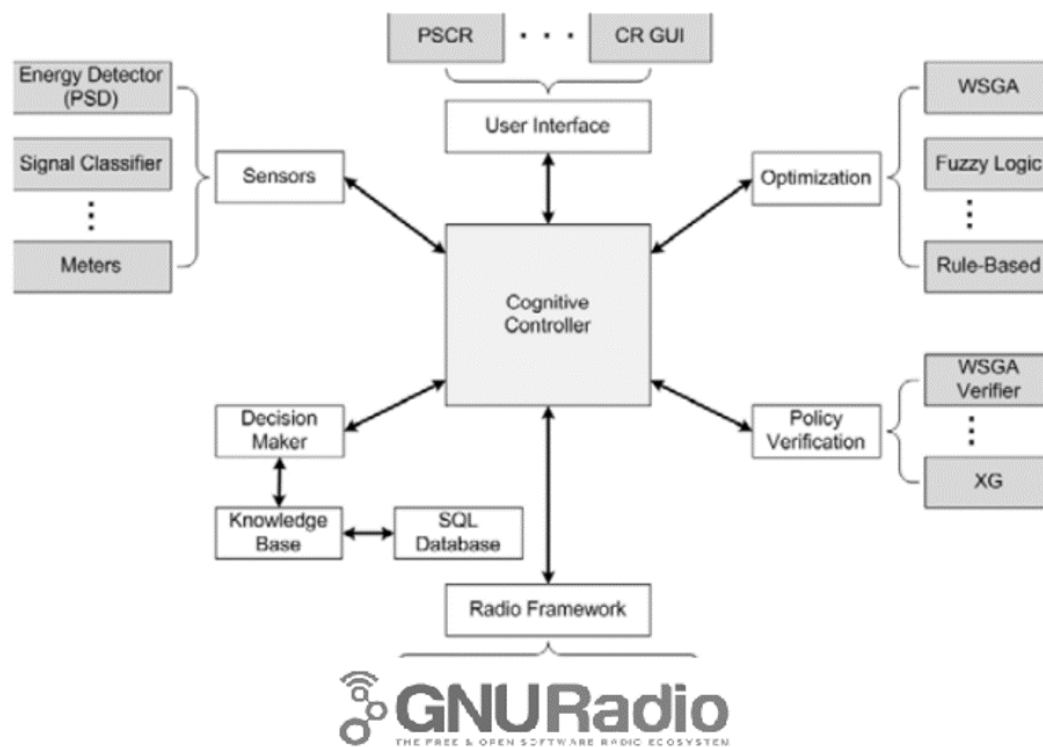 PSCR . . . CR GUI
User Interface
Energy Detector
(PSD)
Signal Classifier
Meters
Sensors
WSGA
Fuzzy Logic
Rule-Based
Optimization
Cognitive
Controller
Decision
Maker
Knowledge
Base
SQL
Database
Policy
Verification
WSGA
Verifier
XG
Radio Framework
GNURadio
THE FREE & OPEN SOFTWARE RADIO ECOSYSTEM